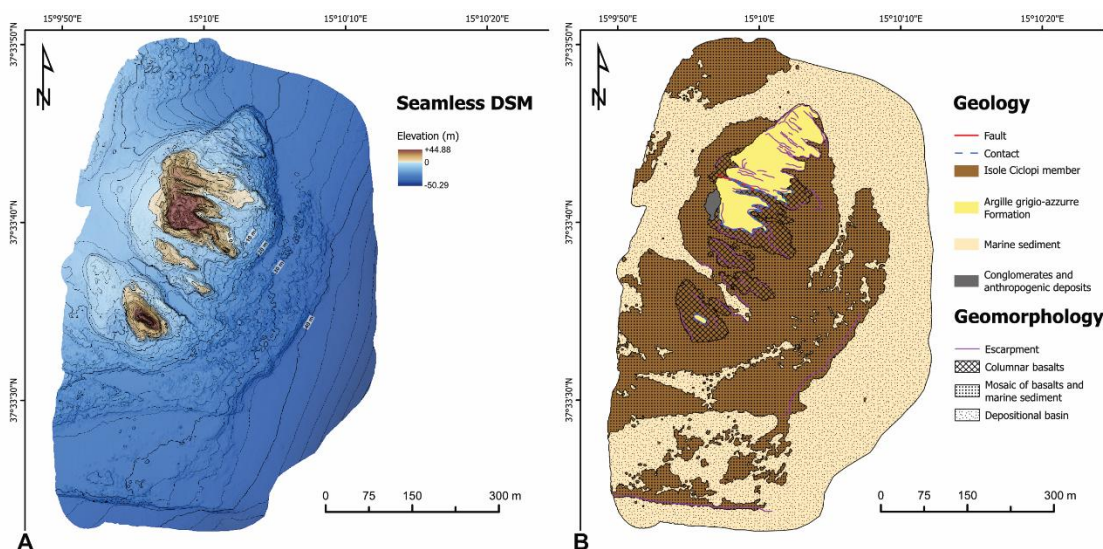 15°9'50"E 15°10'E 15°10'10"E 15°10'20"E
37°33'50"N
37°33'40"N
37°33'30"N
N
Seamless DSM
Elevation (m)
+44.88
0
-50.29
0 75 150 300 m
A
15°9'50"E 15°10'E 15°10'10"E 15°10'20"E
37°33'50"N
37°33'40"N
37°33'30"N
N
Geology
Fault
Contact
Isole Ciclopi member
Argille grigio-azzurre
Formation
Marine sediment
Conglomerates and
anthropogenic deposits
Geomorphology
Escarpment
Columnar basalts
Mosaic of basalts and
marine sediment
Depositional basin
0 75 150 300 m
B